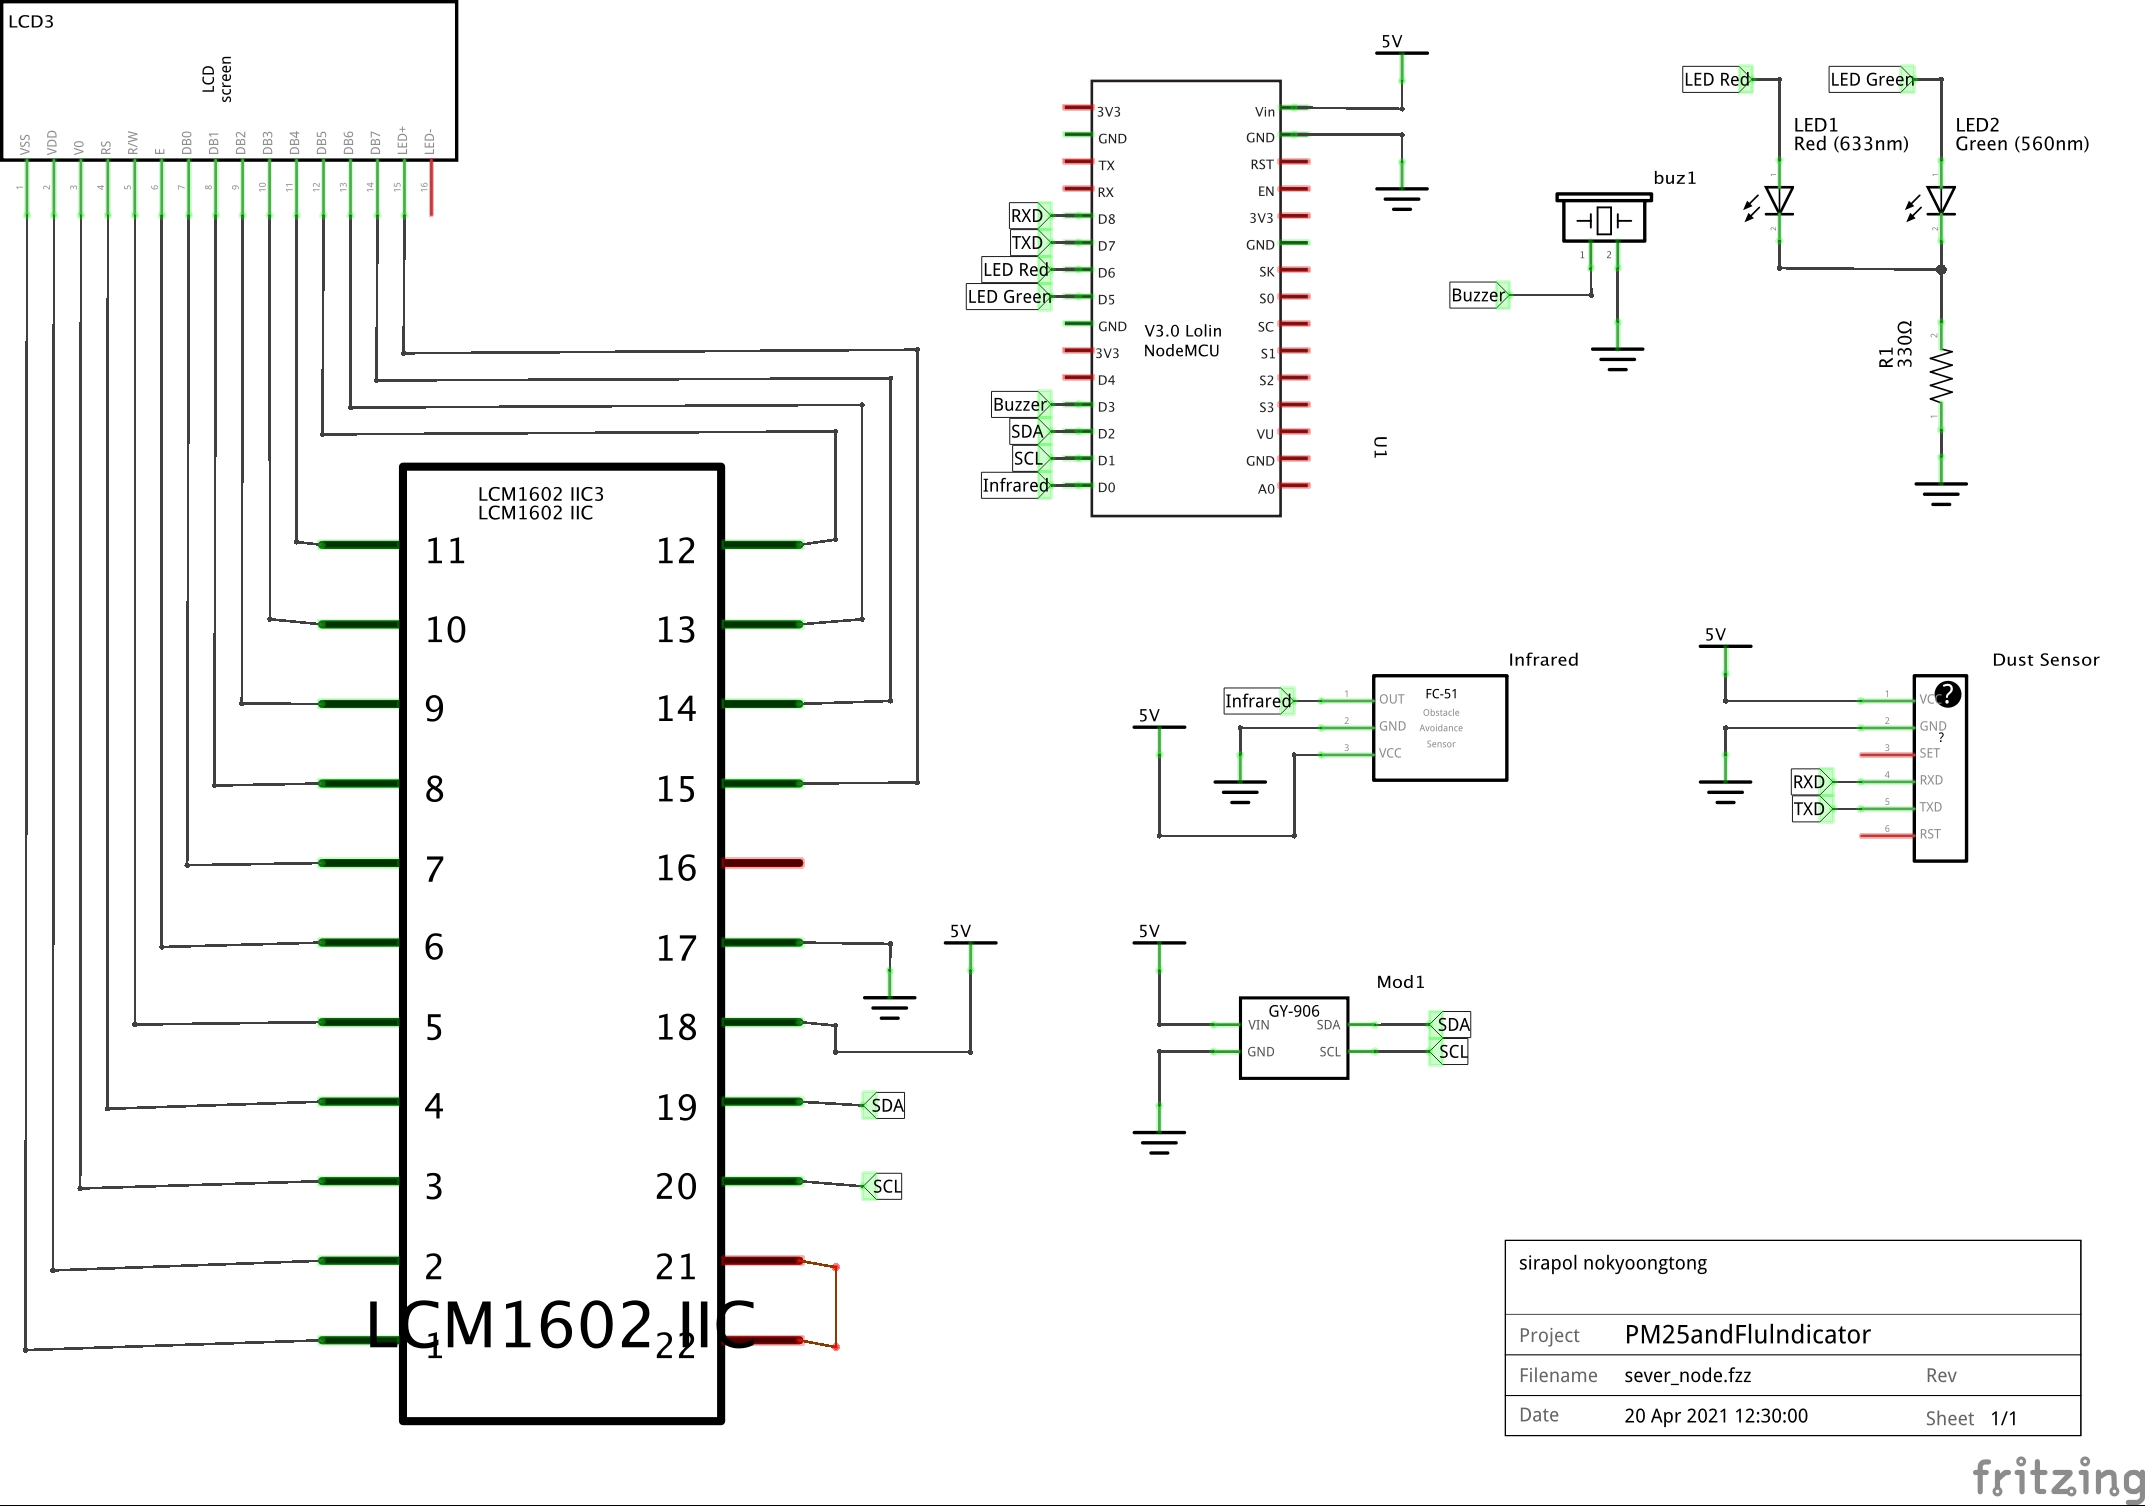 LCD3
LCD
screen
VSS
VDD
V0
RS
R/W
E
DB0
DB1
DB2
DB3
DB4
DB5
DB6
DB7
LED+
LED-
1
2
3
4
5
6
7
8
9
10
11
12
13
14
15
16
LCM1602 IIC3
LCM1602 IIC
11
10
9
8
7
6
5
4
3
2
1
12
13
14
15
16
17
18
19
20
21
22
LCM1602 IIC
5V
SDA
SCL
5V
3V3
GND
TX
RX
D8
D7
D6
D5
GND
3V3
D4
D3
D2
D1
D0
Vin
GND
RST
EN
3V3
GND
SK
S0
SC
S1
S2
S3
VU
GND
A0
V3.0 Lolin
NodeMCU
U1
RXD
TXD
LED Red
LED Green
Buzzer
SDA
SCL
Infrared
buz1
1
2
Buzzer
LED Red
LED Green
LED1
Red (633nm)
1
2
LED2
Green (560nm)
1
2
R1
330Ω
2
1
Infrared
5V
Infrared
1
2
3
OUT
GND
VCC
FC-51
Obstacle
Avoidance
Sensor
5V
Dust Sensor
1
2
3
4
5
6
VCC
GND
SET
RXD
TXD
RST
?
?
RXD
TXD
5V
Mod1
GY-906
VIN
GND
SDA
SCL
SDA
SCL
sirapol nokyoongtong
Project PM25andFluIndicator
Filename sever_node.fzz Rev
Date 20 Apr 2021 12:30:00 Sheet 1/1
fritzing